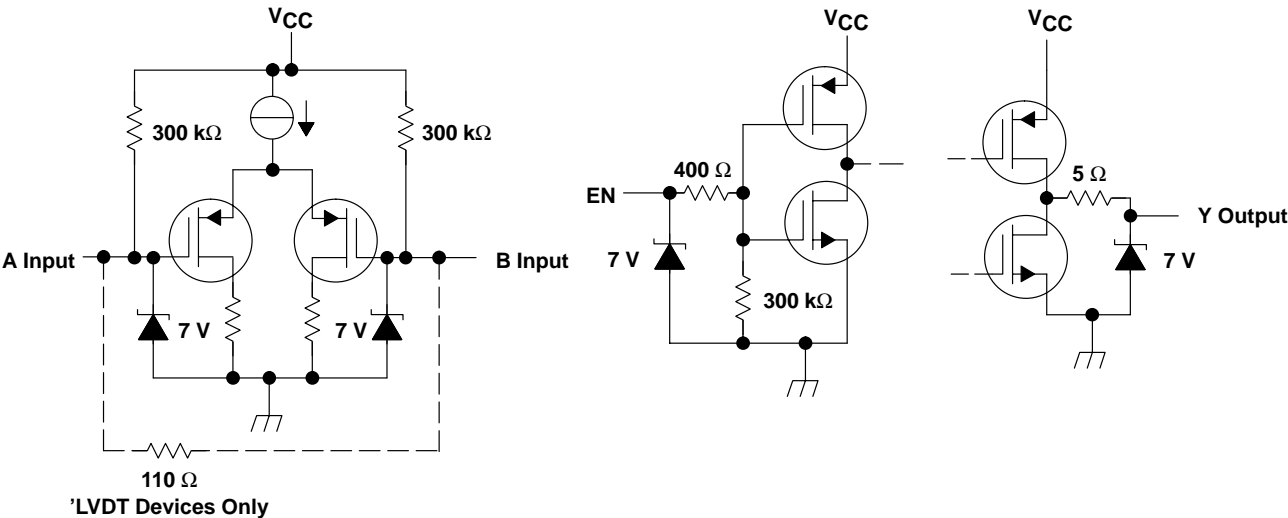 VCC
300 kΩ
300 kΩ
A Input
B Input
7 V
7 V
110 Ω
'LVDT Devices Only
VCC
400 Ω
EN
7 V
300 kΩ
VCC
5 Ω
Y Output
7 V